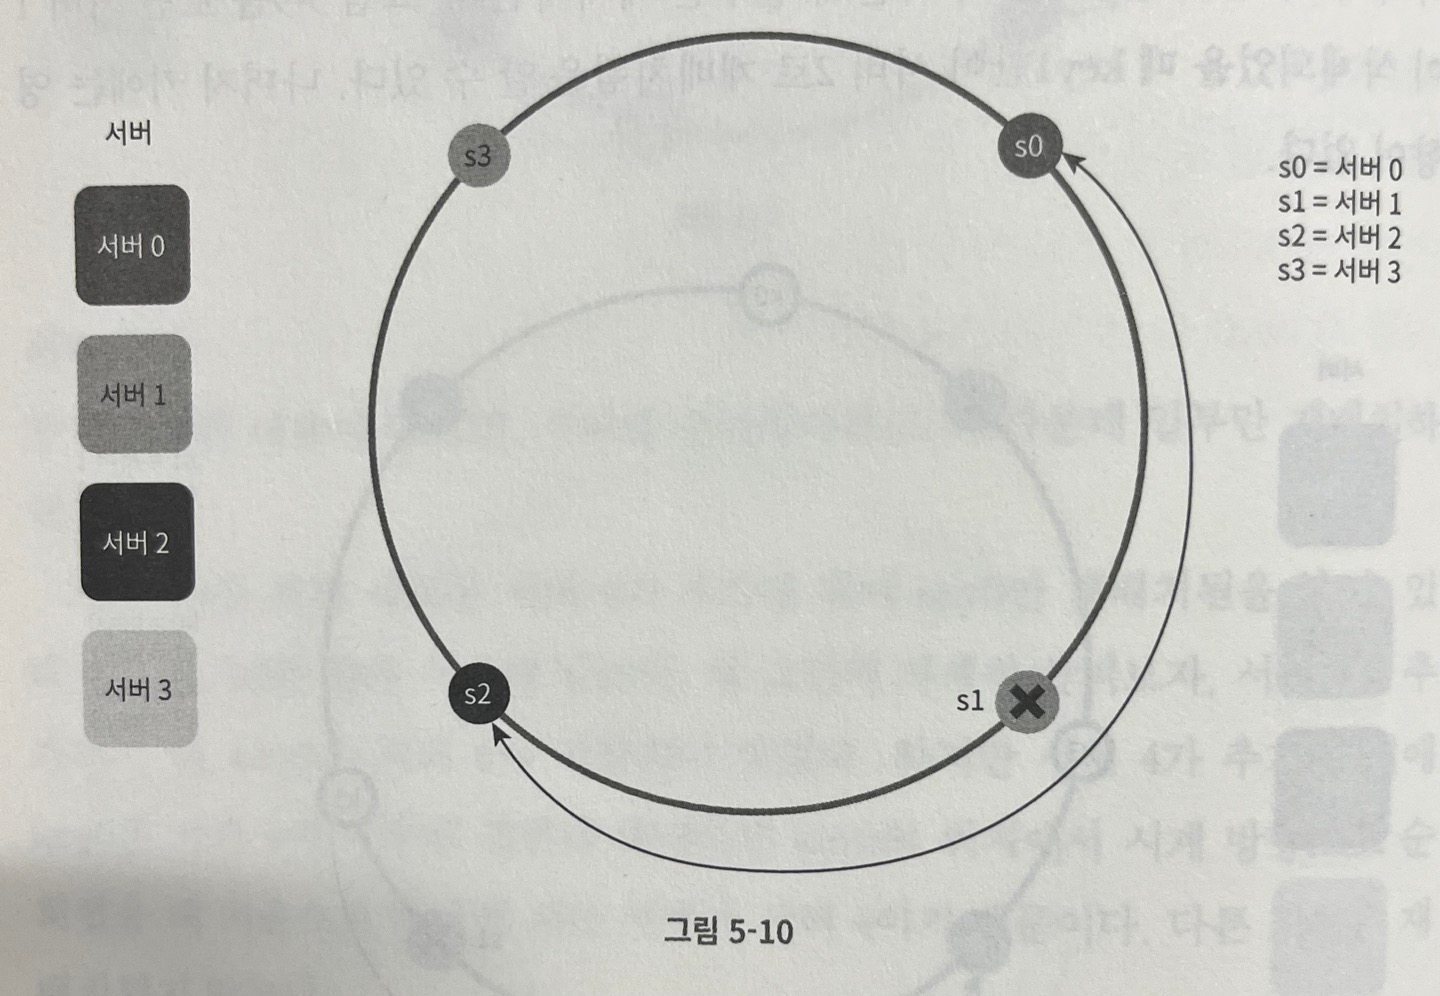 서버
서버 0
서버 1
서버 2
서버 3
s3
s0
s2
s1
s0 = 서버 0
s1 = 서버 1
s2 = 서버 2
s3 = 서버 3
그림 5-10